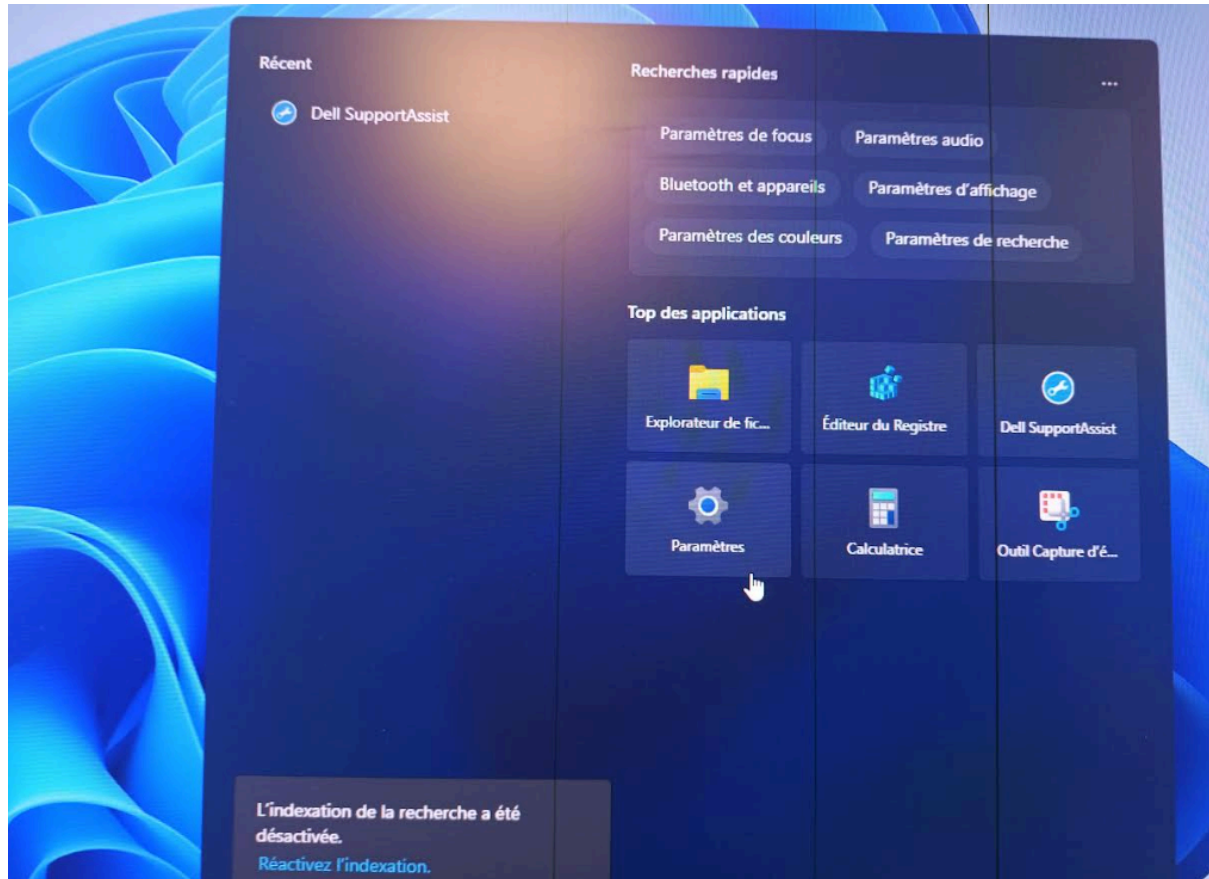 Récent
Dell SupportAssist
Recherches rapides
...
Paramètres de focus
Paramètres audio
Bluetooth et appareils
Paramètres d'affichage
Paramètres des couleurs
Paramètres de recherche
Top des applications
Explorateur de fic...
Éditeur du Registre
Dell SupportAssist
Paramètres
Calculatrice
Outil Capture d'é...
L'indexation de la recherche a été
désactivée.
Réactivez l'indexation.